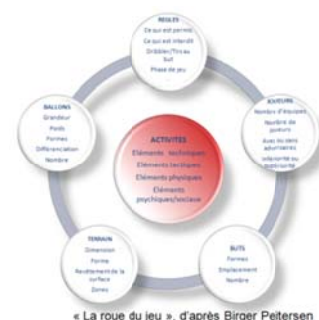 REGLES
Ce qui est permis
Ce qui est interdit
Dribbler/Tirs au
but
Phase de jeu
BALLONS
Grandeur
Poids
Formes
Différenciation
Nombre
JOUEURS
Nombre d'équipes
Nombre de
joueurs
Avec ou sans
adversaires
Infériorité ou
ACTIVITES
Eléments techniques
Eléments tactiques
Eléments physiques
Eléments
psychiques/sociaux
TERRAIN
Dimension
Forme
Revêtement de la
surface
Zones
BUTS
Formes
Emplacement
Nombre
« La roue du jeu », d'après Birger Peitersen